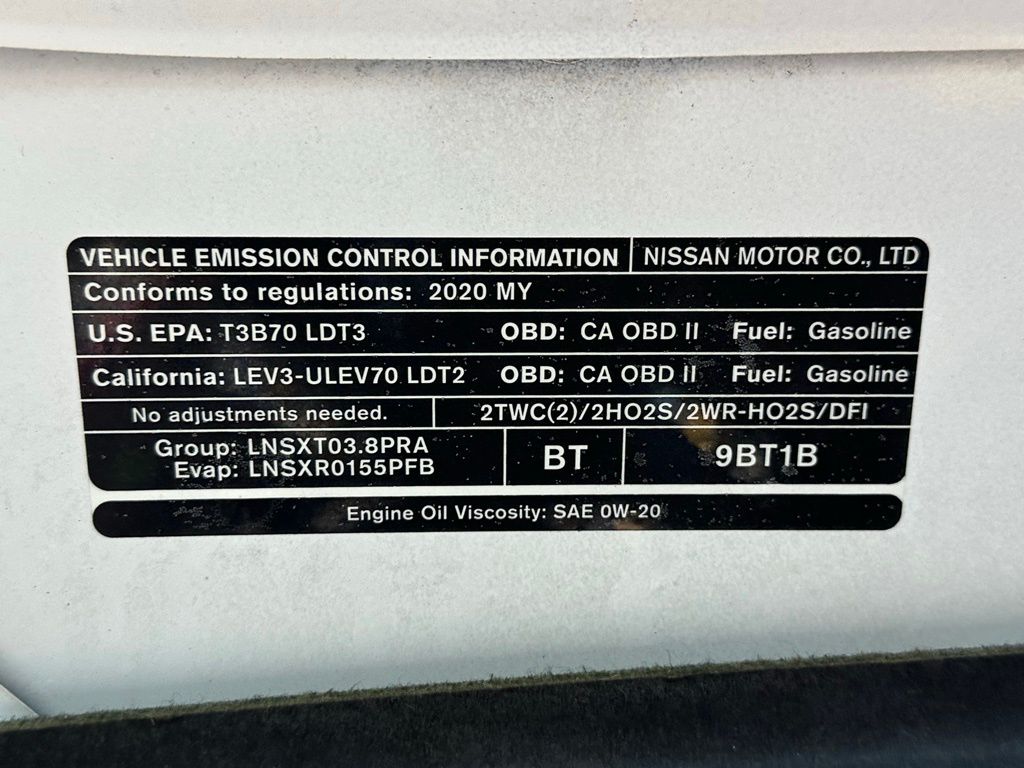 VEHICLE EMISSION CONTROL INFORMATION NISSAN MOTOR CO., LTD
Conforms to regulations: 2020 MY
U.S. EPA: T3B70 LDT3 OBD: CA OBD II Fuel: Gasoline
California: LEV3-ULEV70 LDT2 OBD: CA OBD II Fuel: Gasoline
No adjustments needed. 2TWC(2)/2HO2S/2WR-HO2S/DFI
Group: LNSXT03.8PRA
Evap: LNSXR0155PFB
BT
9BT1B
Engine Oil Viscosity: SAE 0W-20